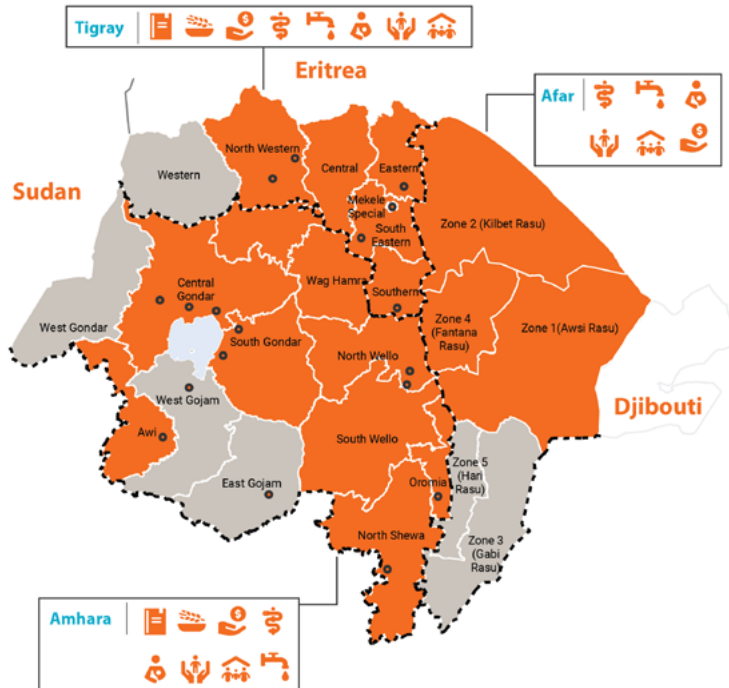 Tigray
Eritrea
Afar
Sudan
Western
North Western
Central
Eastern
Mekele
Special
South
Eastern
Zone 2 (Kilbet Rasu)
Central
Gondar
Wag Hamra
Southern
West Gondar
South Gondar
North Wello
Zone 4
(Fantana
Rasu)
Zone 1(Awsi Rasu)
West Gojam
Djibouti
Awi
South Wello
East Gojam
Oromia
Zone 5
(Hari
Rasu)
North Shewa
Zone 3
(Gabi
Rasu)
Amhara